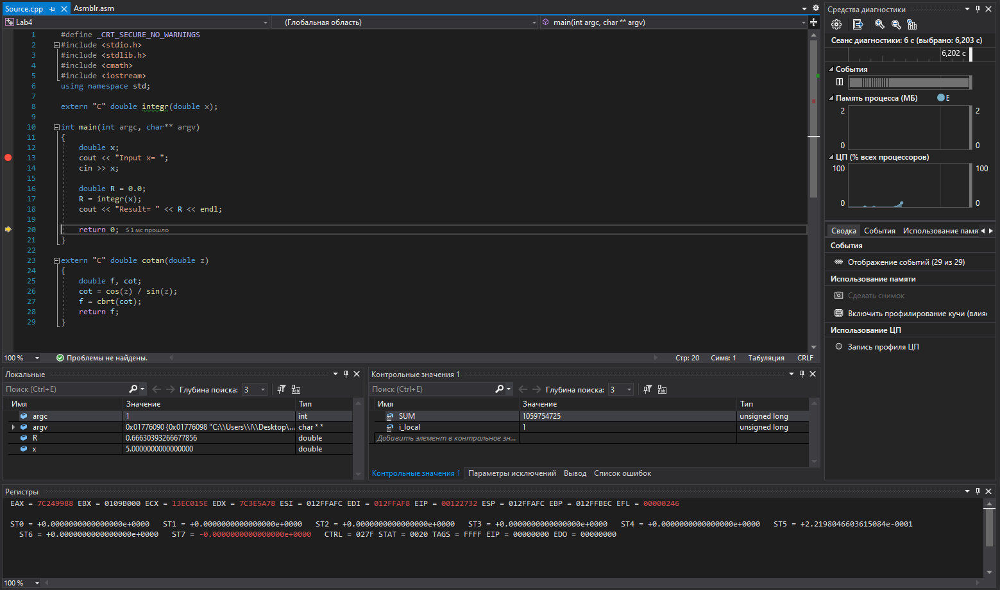 Source.cpp Asmblr.asm
Lab4 (Глобальная область) main(int argc, char ** argv)
1 #define _CRT_SECURE_NO_WARNINGS
2 #include <stdio.h>
3 #include <stdlib.h>
4 #include <cmath>
5 #include <iostream>
6 using namespace std;
7
8 extern "C" double integr(double x);
9
10 int main(int argc, char** argv)
11 {
12 double x;
13 cout << "Input x= ";
14 cin >> x;
15
16 double R = 0.0;
17 R = integr(x);
18 cout << "Result= " << R << endl;
19
20 return 0; ≤ 1 мс прошло
21 }
22
23 extern "C" double cotan(double z)
24 {
25 double f, cot;
26 cot = cos(z) / sin(z);
27 f = cbrt(cot);
28 return f;
29 }
100 % Проблемы не найдены. Стр: 20 Симв: 1 Табуляция CRLF
Локальные
Поиск (Ctrl+E) Глубина поиска: 3
Имя Значение Тип
argc 1 int
argv 0x01776090 {0x01776098 "C:\\Users\\I\\Desktop\... char * *
R 0.66630393266677856 double
x 5.0000000000000000 double
Контрольные значения 1
Поиск (Ctrl+E) Глубина поиска: 3
Имя Значение Тип
SUM 1059754725 unsigned long
i_local 1 unsigned long
Добавить элемент в контрольное зн...
Контрольные значения 1 Параметры исключений Вывод Список ошибок
Регистры
EAX = 7C249988 EBX = 0109B000 ECX = 13EC015E EDX = 7C3E5A78 ESI = 012FFAFC EDI = 012FFAF8 EIP = 00122732 ESP = 012FFAFC EBP = 012FFBEC EFL = 00000246
ST0 = +0.0000000000000000e+0000 ST1 = +0.0000000000000000e+0000 ST2 = +0.0000000000000000e+0000 ST3 = +0.0000000000000000e+0000 ST4 = +0.0000000000000000e+0000 ST5 = +2.2198046603615084e-0001
ST6 = +0.0000000000000000e+0000 ST7 = -0.0000000000000000e+0000 CTRL = 027F STAT = 0020 TAGS = FFFF EIP = 00000000 EDO = 00000000
100 %
Средства диагностики
Сеанс диагностики: 6 с (выбрано: 6,203 с)
6,202 с
События
Память процесса (МБ) Е
2 2
0 0
ЦП (% всех процессоров)
100 100
0 0
Сводка События Использование памят
События
Отображение событий (29 из 29)
Использование памяти
Сделать снимок
Включить профилирование кучи (влияе
Использование ЦП
Запись профиля ЦП